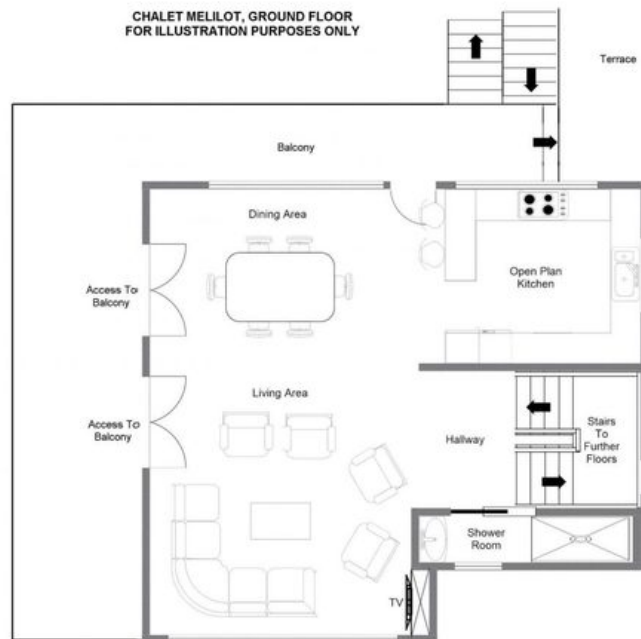 CHALET MELILOT, GROUND FLOOR
FOR ILLUSTRATION PURPOSES ONLY
Terrace
Balcony
Dining Area
Open Plan
Kitchen
Access To
Balcony
Living Area
Access To
Balcony
Hallway
Stairs
To
Further
Floors
Shower
Room
TV